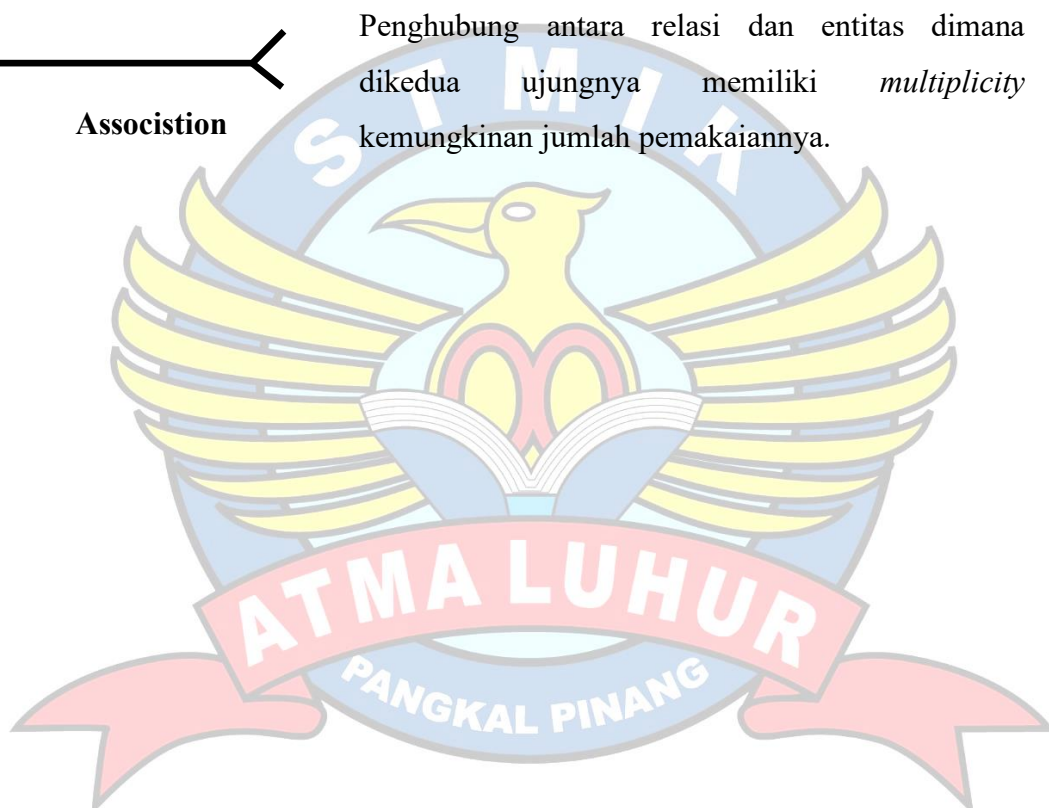 Penghubung antara relasi dan entitas dimana
dikedua ujungnya memiliki multiplicity
kemungkinan jumlah pemakaiannya.
Associstion
STMIK
ATMA LUHUR
PANGKAL PINANG